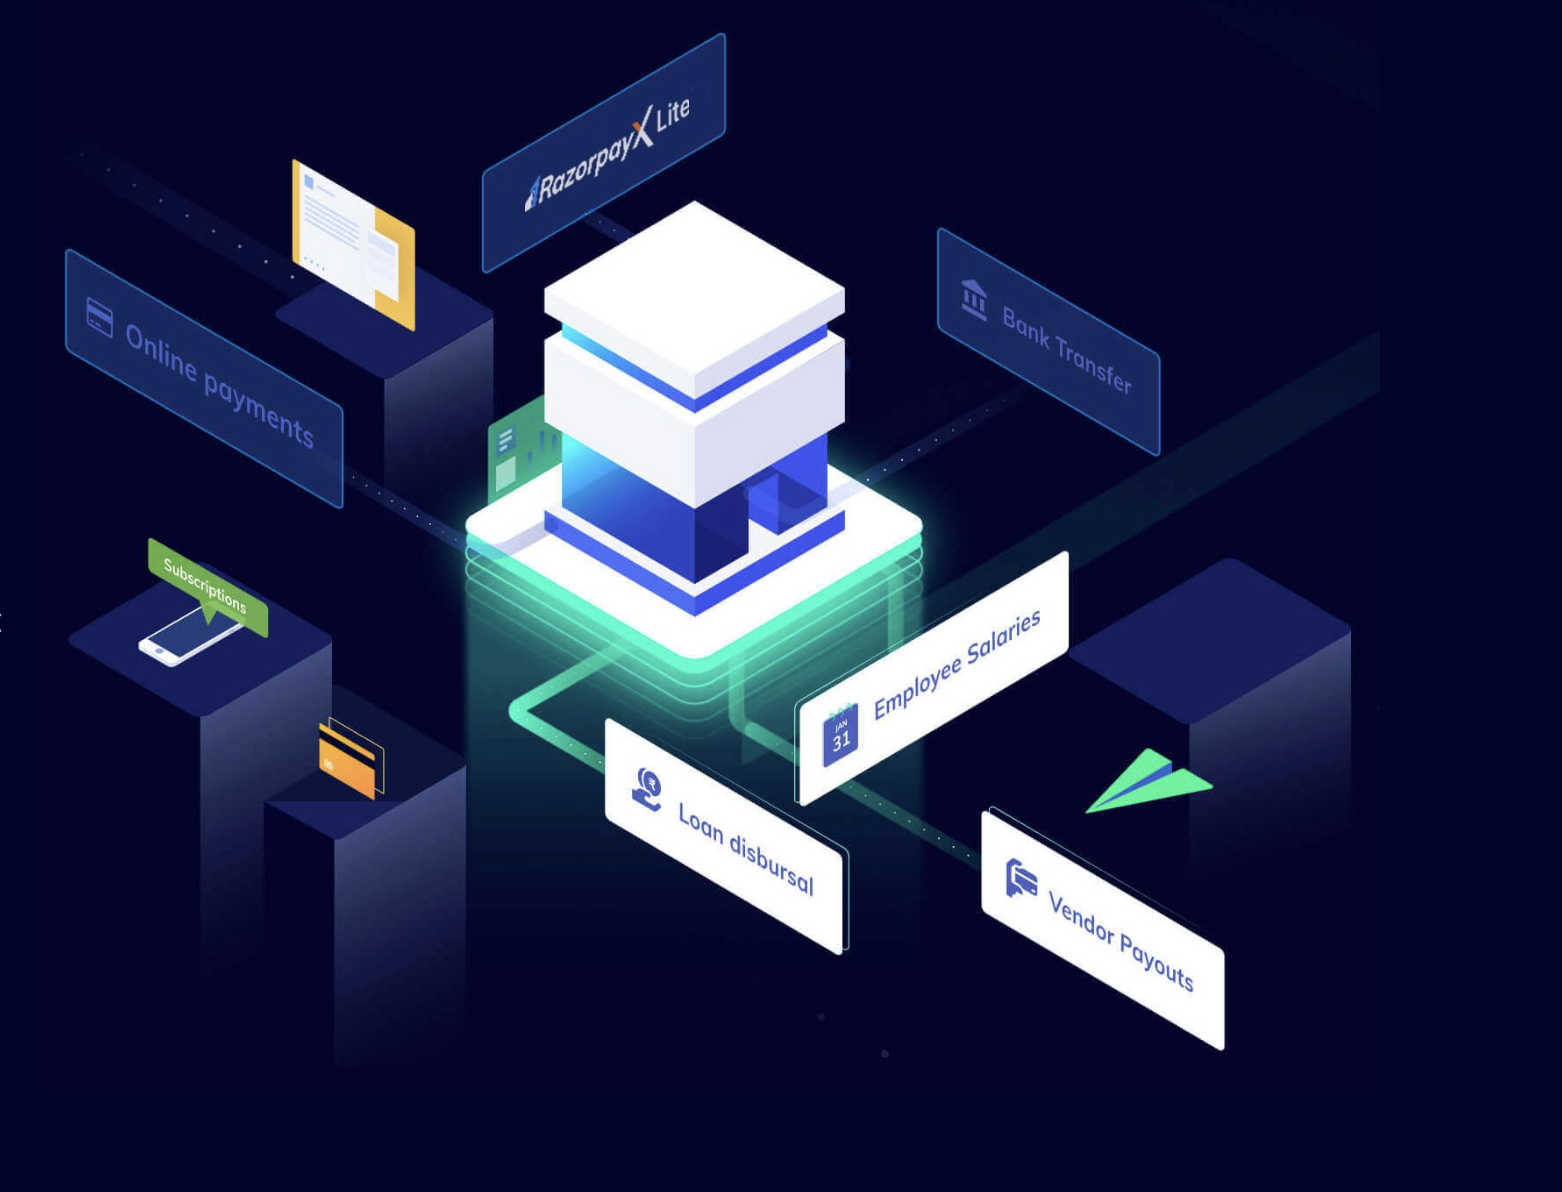 RazorpayX Lite
Bank Transfer
Online payments
Subscriptions
Employee Salaries
JAN
31
Loan disbursal
Vendor Payouts